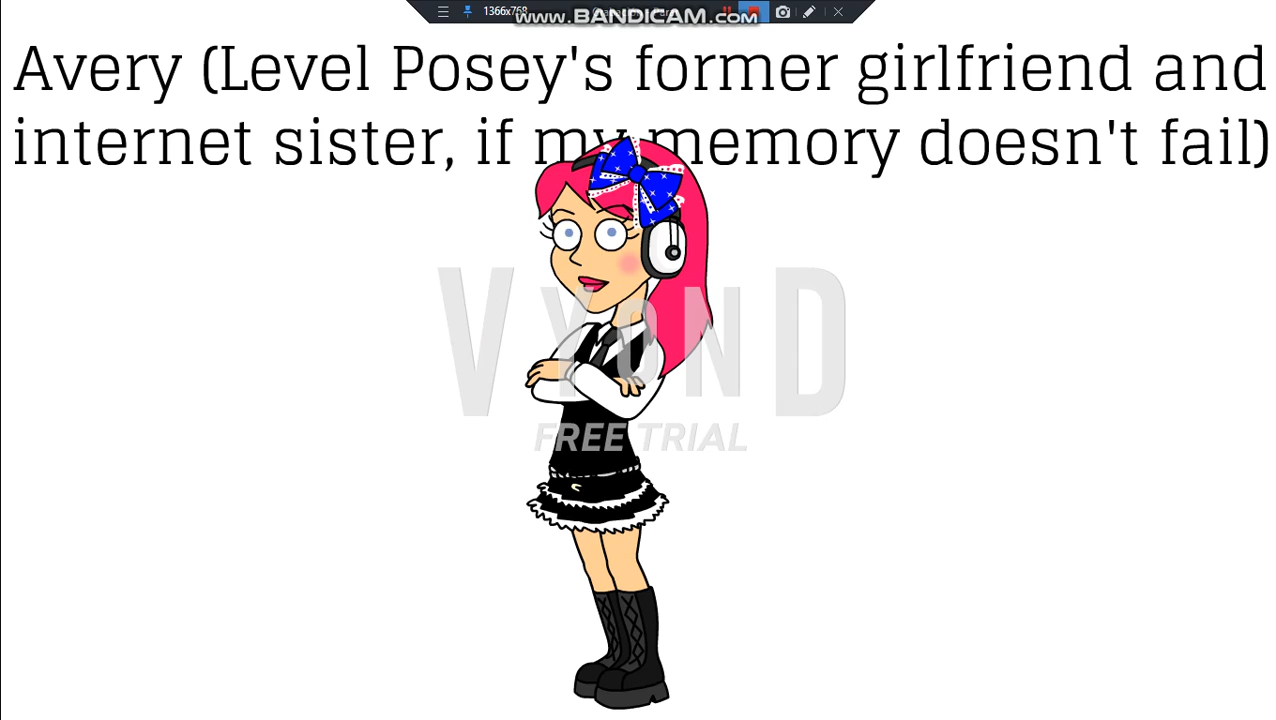 1366x768
www.BANDICAM.com
Avery (Level Posey's former girlfriend and
internet sister, if my memory doesn't fail)
VYOND
FREE TRIAL